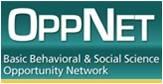 OPPNET
Basic Behavioral & Social Science
Opportunity Network